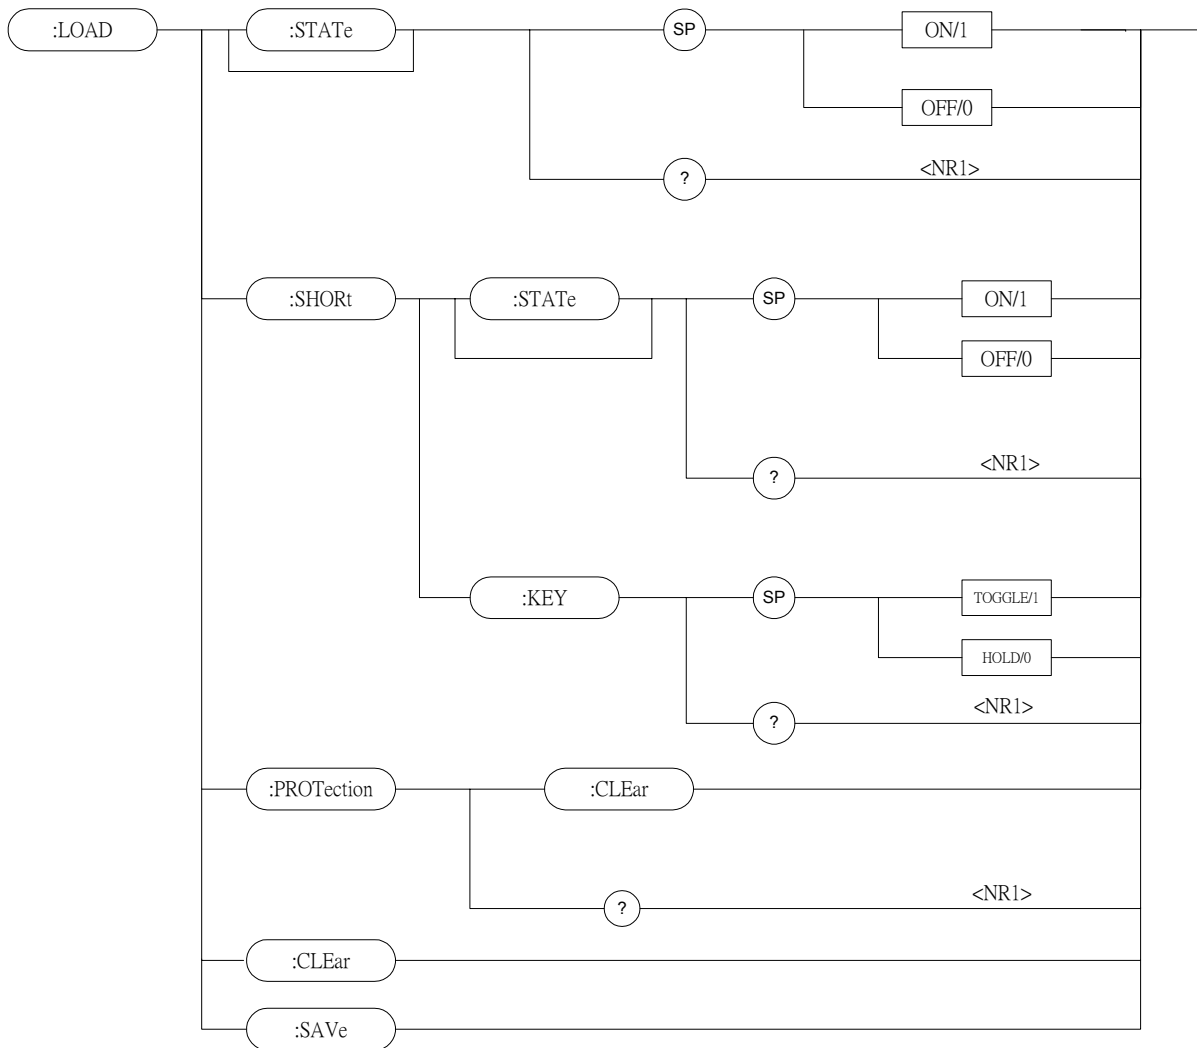 :LOAD
:STATe
SP
ON/1
OFF/0
?
<NR1>
:SHORt
:STATe
SP
ON/1
OFF/0
?
<NR1>
:KEY
SP
TOGGLE/1
HOLD/0
?
<NR1>
:PROTection
:CLEar
?
<NR1>
:CLEar
:SAVe